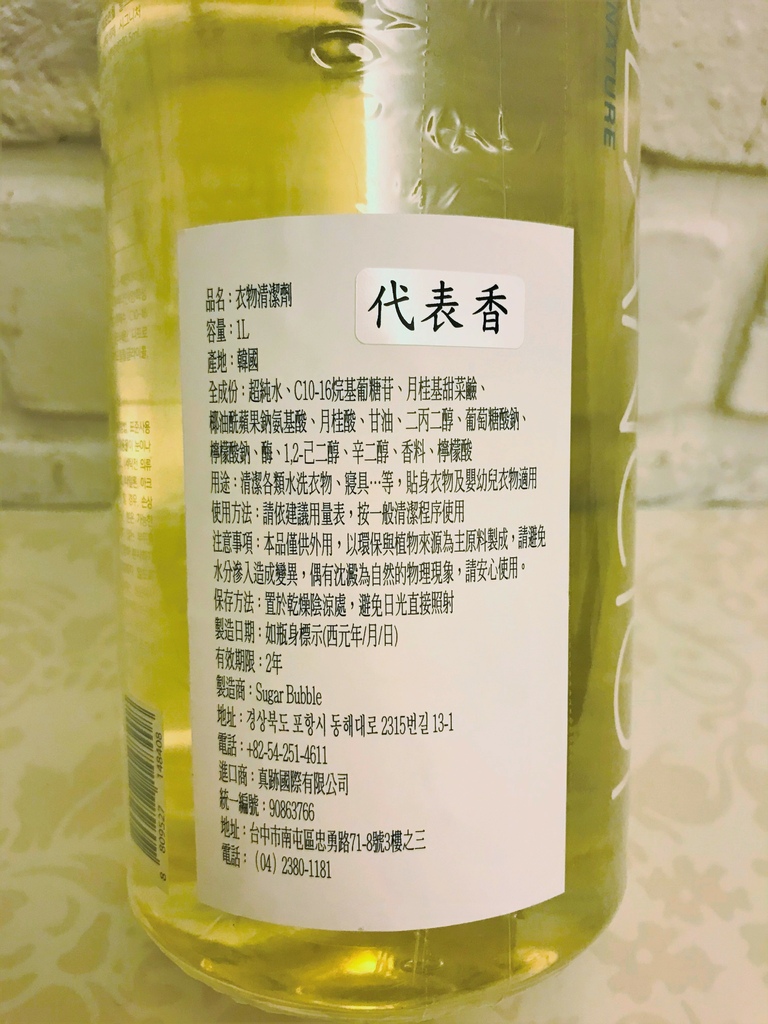 NATURE
代表香
品名：衣物清潔劑
容量：1L
產地：韓國
全成份：超純水、C10-16烷基葡糖苷、月桂基甜菜鹼、
椰油酰蘋果鈉氨基酸、月桂酸、甘油、二丙二醇、葡萄糖酸鈉、
檸檬酸鈉、酶、1,2-己二醇、辛二醇、香料、檸檬酸
用途：清潔各類水洗衣物、寢具…等，貼身衣物及嬰幼兒衣物適用
使用方法：請依建議用量表，按一般清潔程序使用
注意事項：本品僅供外用，以環保與植物來源為主原料製成，請避免
水分滲入造成變異，偶有沈澱為自然的物理現象，請安心使用。
保存方法：置於乾燥陰涼處，避免日光直接照射
製造日期：如瓶身標示(西元年/月/日)
有效期限：2年
製造商：Sugar Bubble
地址：경상북도 포항시 동해대로 2315번길 13-1
電話：+82-54-251-4611
進口商：真跡國際有限公司
統一編號：90863766
地址：台中市南屯區忠勇路71-8號3樓之三
電話：（04）2380-1181
8 809527 148408